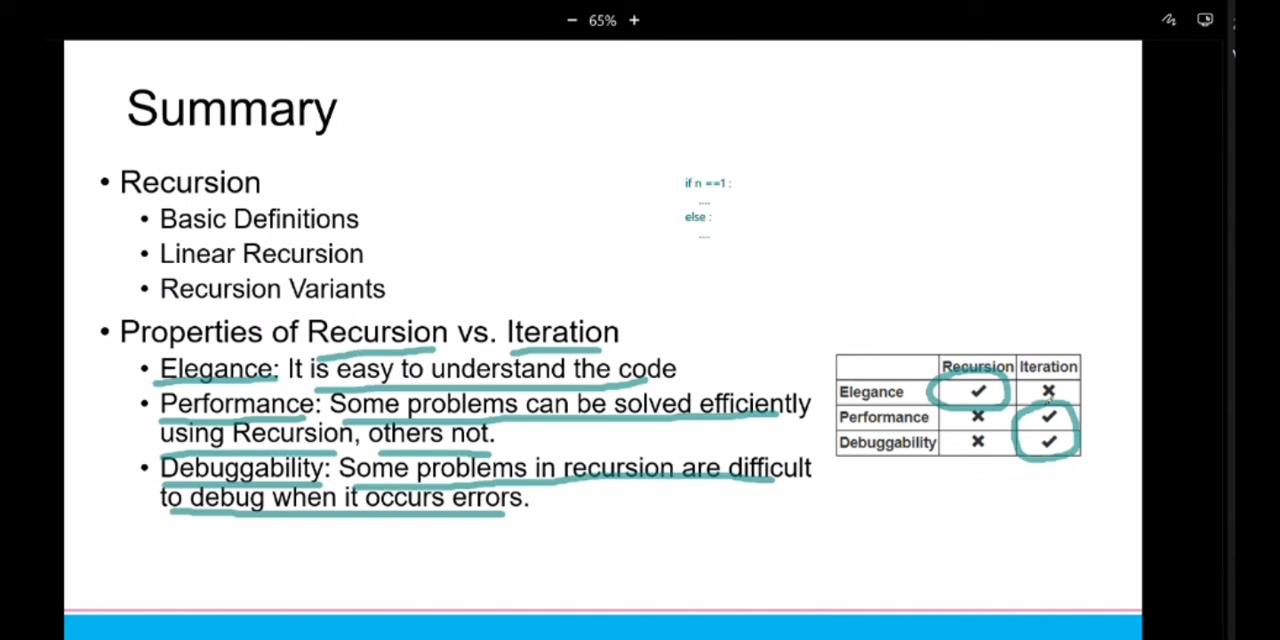 65%
Summary
• Recursion
• Basic Definitions
• Linear Recursion
• Recursion Variants
if n ==1 :
....
else :
....
• Properties of Recursion vs. Iteration
• Elegance: It is easy to understand the code
• Performance: Some problems can be solved efficiently
using Recursion, others not.
• Debuggability: Some problems in recursion are difficult
to debug when it occurs errors.
Recursion Iteration
Elegance ✔ ✖
Performance ✖ ✔
Debuggability ✖ ✔